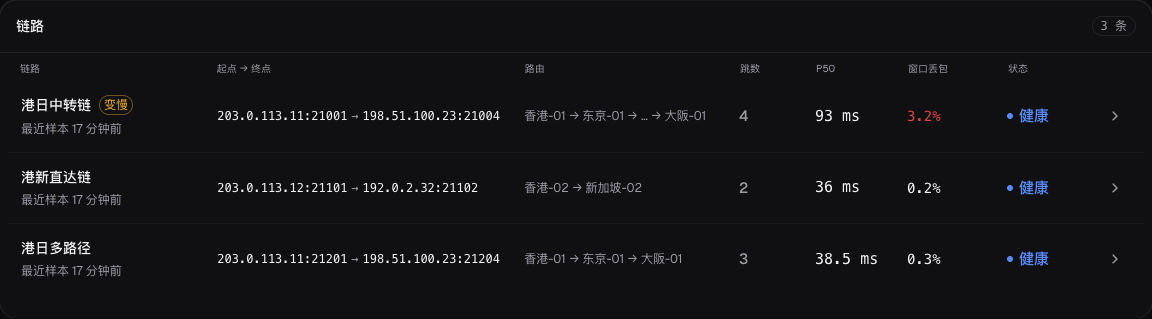 链路
3 条
链路 起点 → 终点 路由 跳数 P50 窗口丢包 状态
港日中转链 变慢
最近样本 17 分钟前
203.0.113.11:21001 → 198.51.100.23:21004 香港-01 → 东京-01 → … → 大阪-01 4 93 ms 3.2% 健康
港新直达链
最近样本 17 分钟前
203.0.113.12:21101 → 192.0.2.32:21102 香港-02 → 新加坡-02 2 36 ms 0.2% 健康
港日多路径
最近样本 17 分钟前
203.0.113.11:21201 → 198.51.100.23:21204 香港-01 → 东京-01 → 大阪-01 3 38.5 ms 0.3% 健康